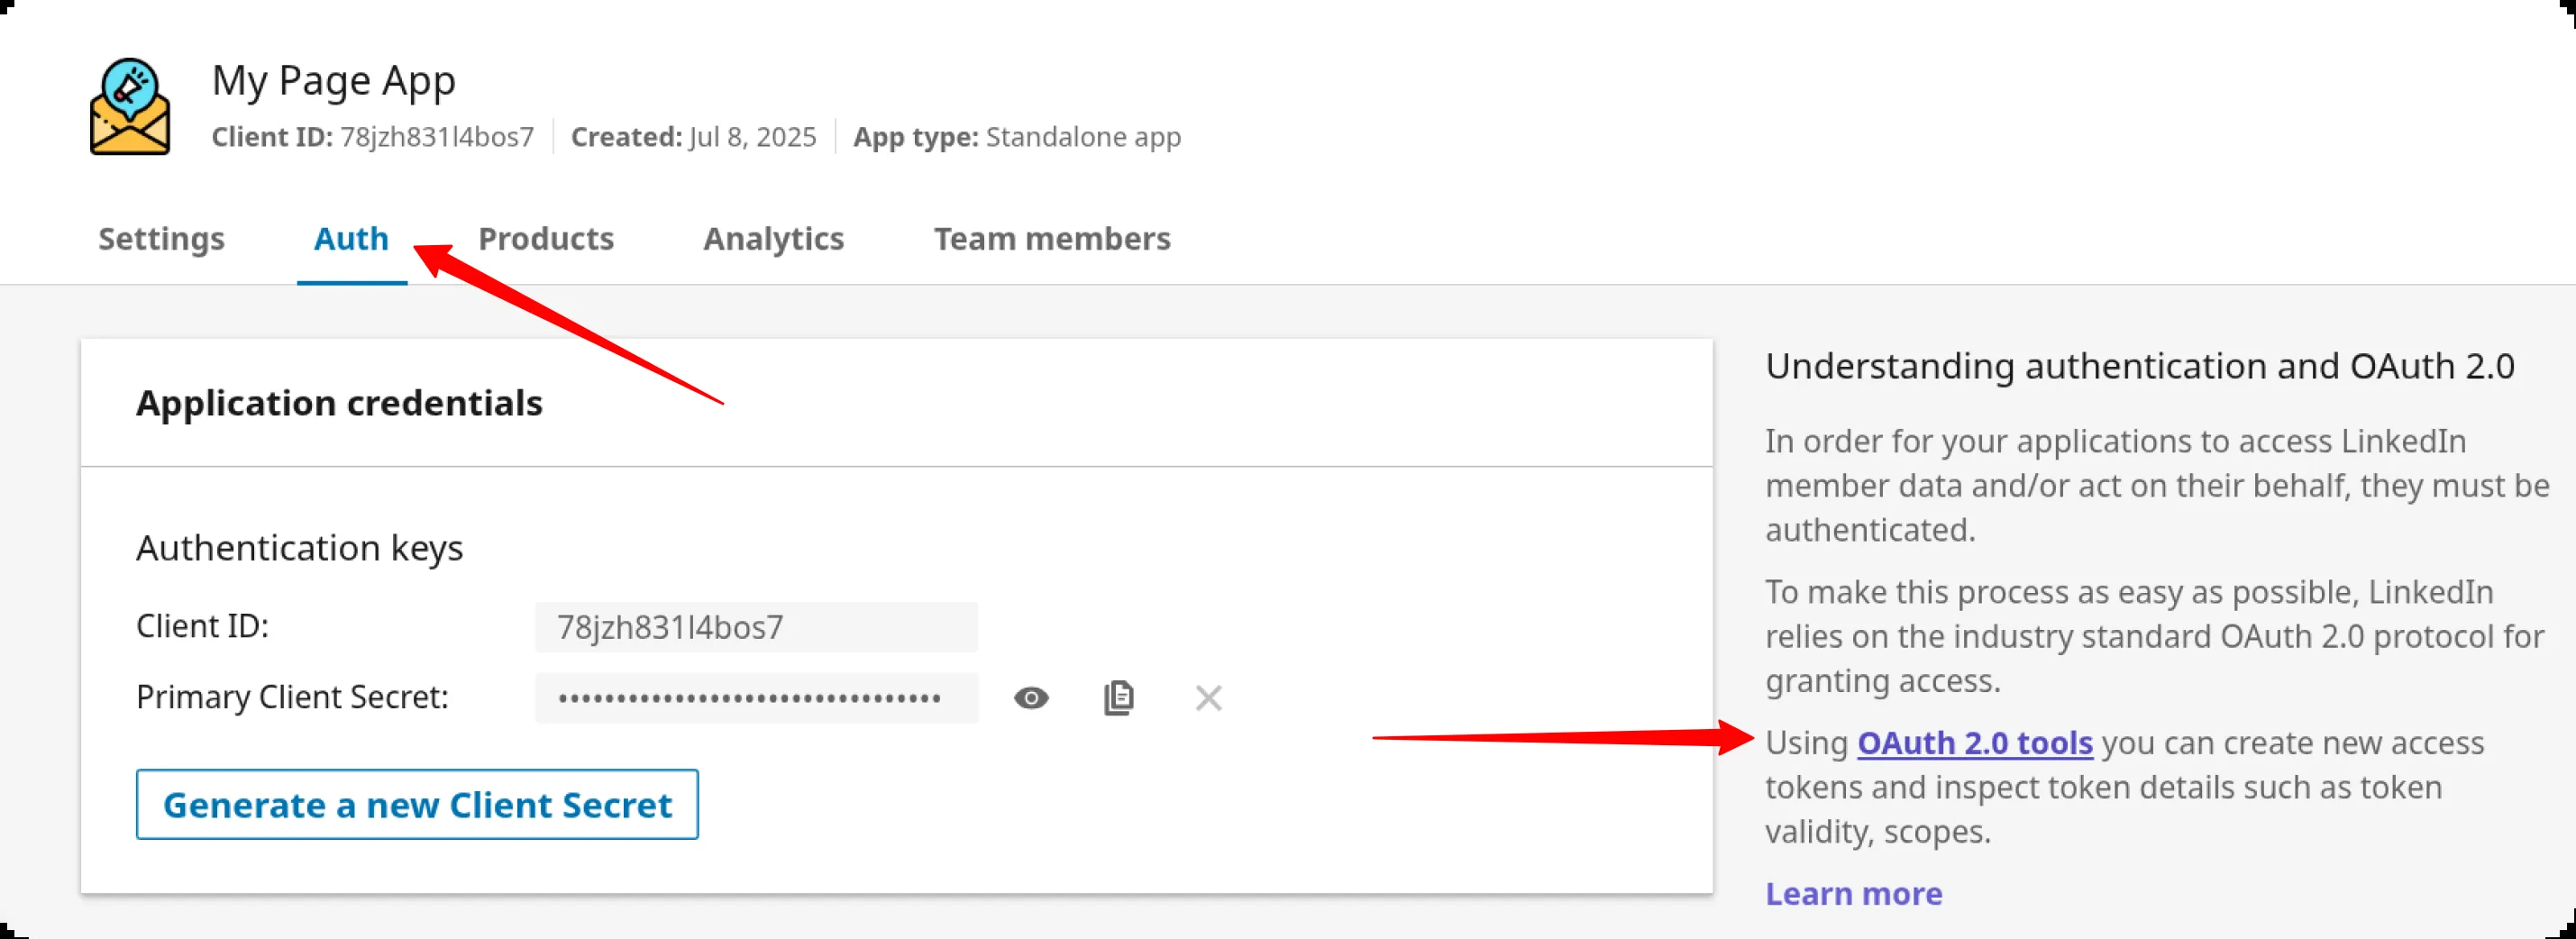 My Page App
Client ID: 78jzh831l4bos7 Created: Jul 8, 2025 App type: Standalone app
Settings Auth Products Analytics Team members
Application credentials
Authentication keys
Client ID: 78jzh831l4bos7
Primary Client Secret: •••••••••••••••••••••••••••••••••
Generate a new Client Secret
Understanding authentication and OAuth 2.0
In order for your applications to access LinkedIn
member data and/or act on their behalf, they must be
authenticated.
To make this process as easy as possible, LinkedIn
relies on the industry standard OAuth 2.0 protocol for
granting access.
Using OAuth 2.0 tools you can create new access
tokens and inspect token details such as token
validity, scopes.
Learn more